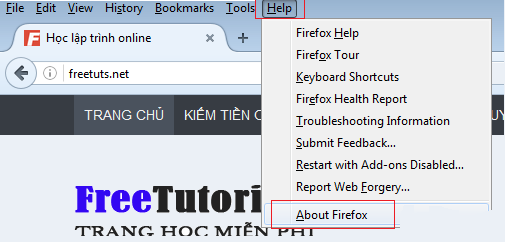 File Edit View History Bookmarks Tools Help
Học lập trình online
freetuts.net
TRANG CHỦ KIẾM TIỀN
FreeTutori
TRANG HỌC MIỄN PHÍ
Firefox Help
Firefox Tour
Keyboard Shortcuts
Firefox Health Report
Troubleshooting Information
Submit Feedback...
Restart with Add-ons Disabled...
Report Web Forgery...
About Firefox